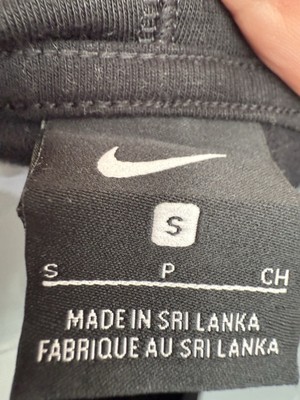 S
S P CH
MADE IN SRI LANKA
FABRIQUE AU SRI LANKA